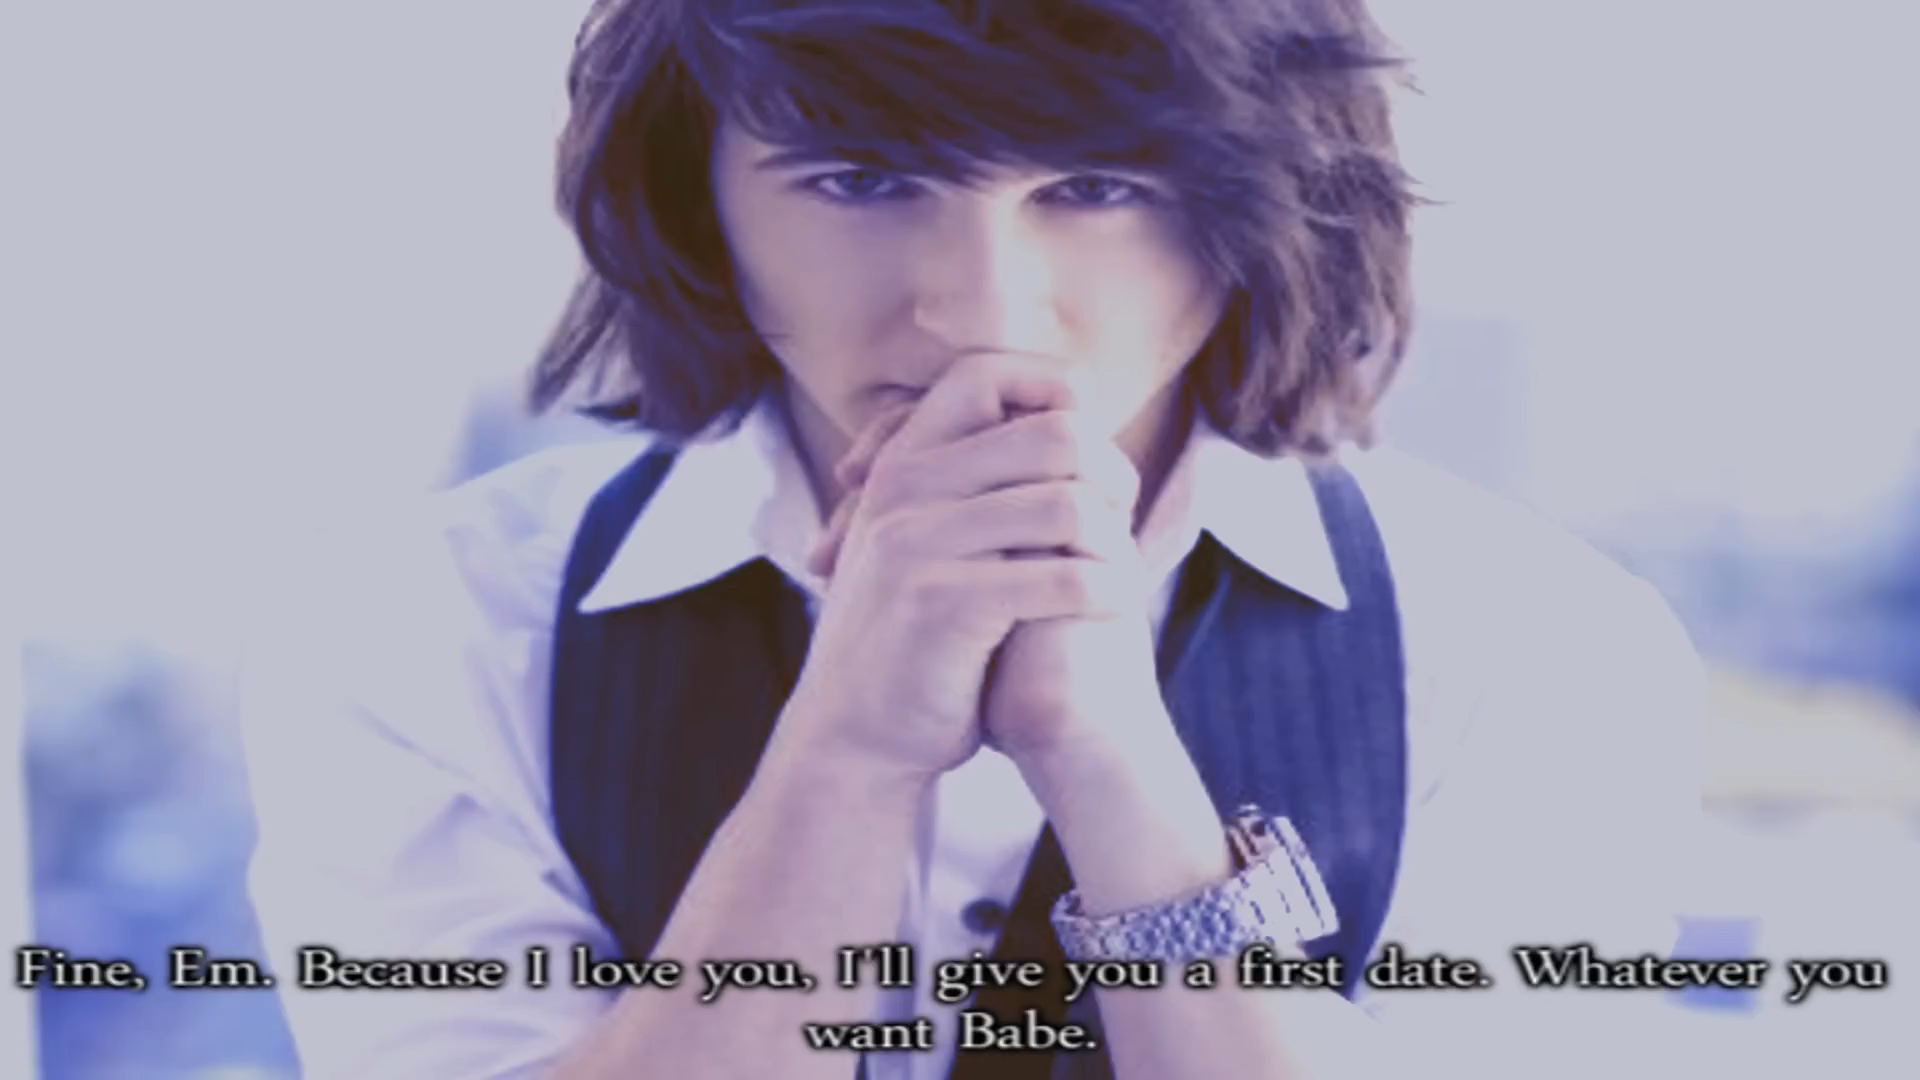 Fine, Em. Because I love you, I'll give you a first date. Whatever you
want Babe.